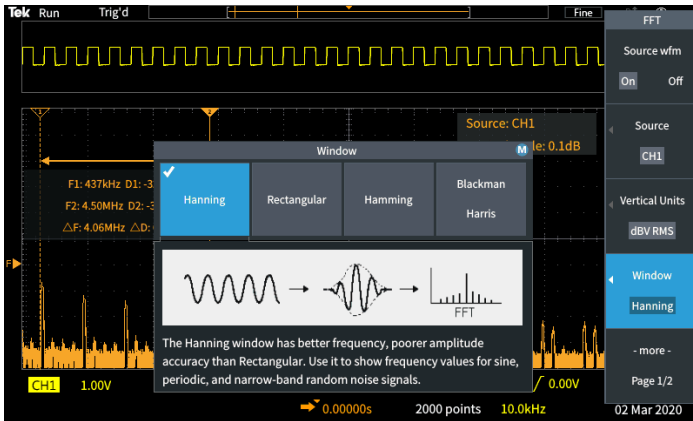 Tek Run Trig'd Fine
FFT
Source wfm
On Off
Source
CH1
Vertical Units
dBV RMS
Window
Hanning
- more -
Page 1/2
1 2
Source: CH1
le: 0.1dB
F1: 437kHz D1: -3
F2: 4.50MHz D2: -3
△F: 4.06MHz △D:
F
Window M
Hanning Rectangular Hamming Blackman
Harris
FFT
The Hanning window has better frequency, poorer amplitude
accuracy than Rectangular. Use it to show frequency values for sine,
periodic, and narrow-band random noise signals.
CH1 1.00V 0.00V
0.00000s 2000 points 10.0kHz 02 Mar 2020